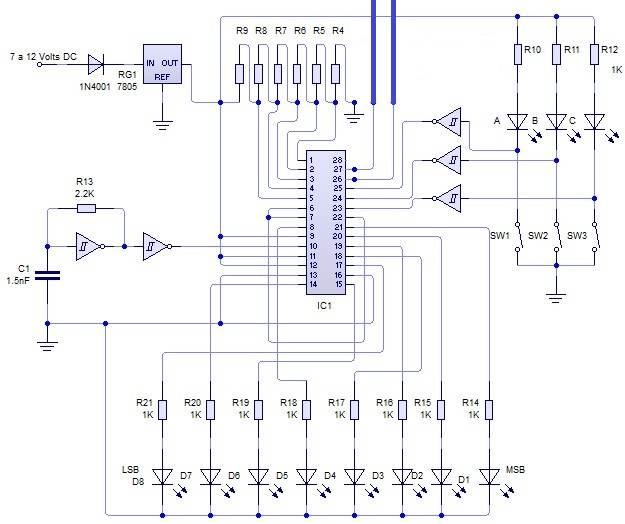 R9 R8 R7 R6 R5 R4
R10 R11 R12
1K
7 a 12 Volts DC
1N4001
RG1
7805
IN OUT
REF
A B C
1 28
2 27
3 26
4 25
5 24
6 23
7 22
8 21
9 20
10 19
11 18
12 17
13 16
14 15
IC1
R13
2.2K
C1
1.5nF
SW1 SW2 SW3
R21 R20 R19 R18 R17 R16 R15 R14
1K 1K 1K 1K 1K 1K 1K 1K
LSB MSB
D8 D7 D6 D5 D4 D3 D2 D1